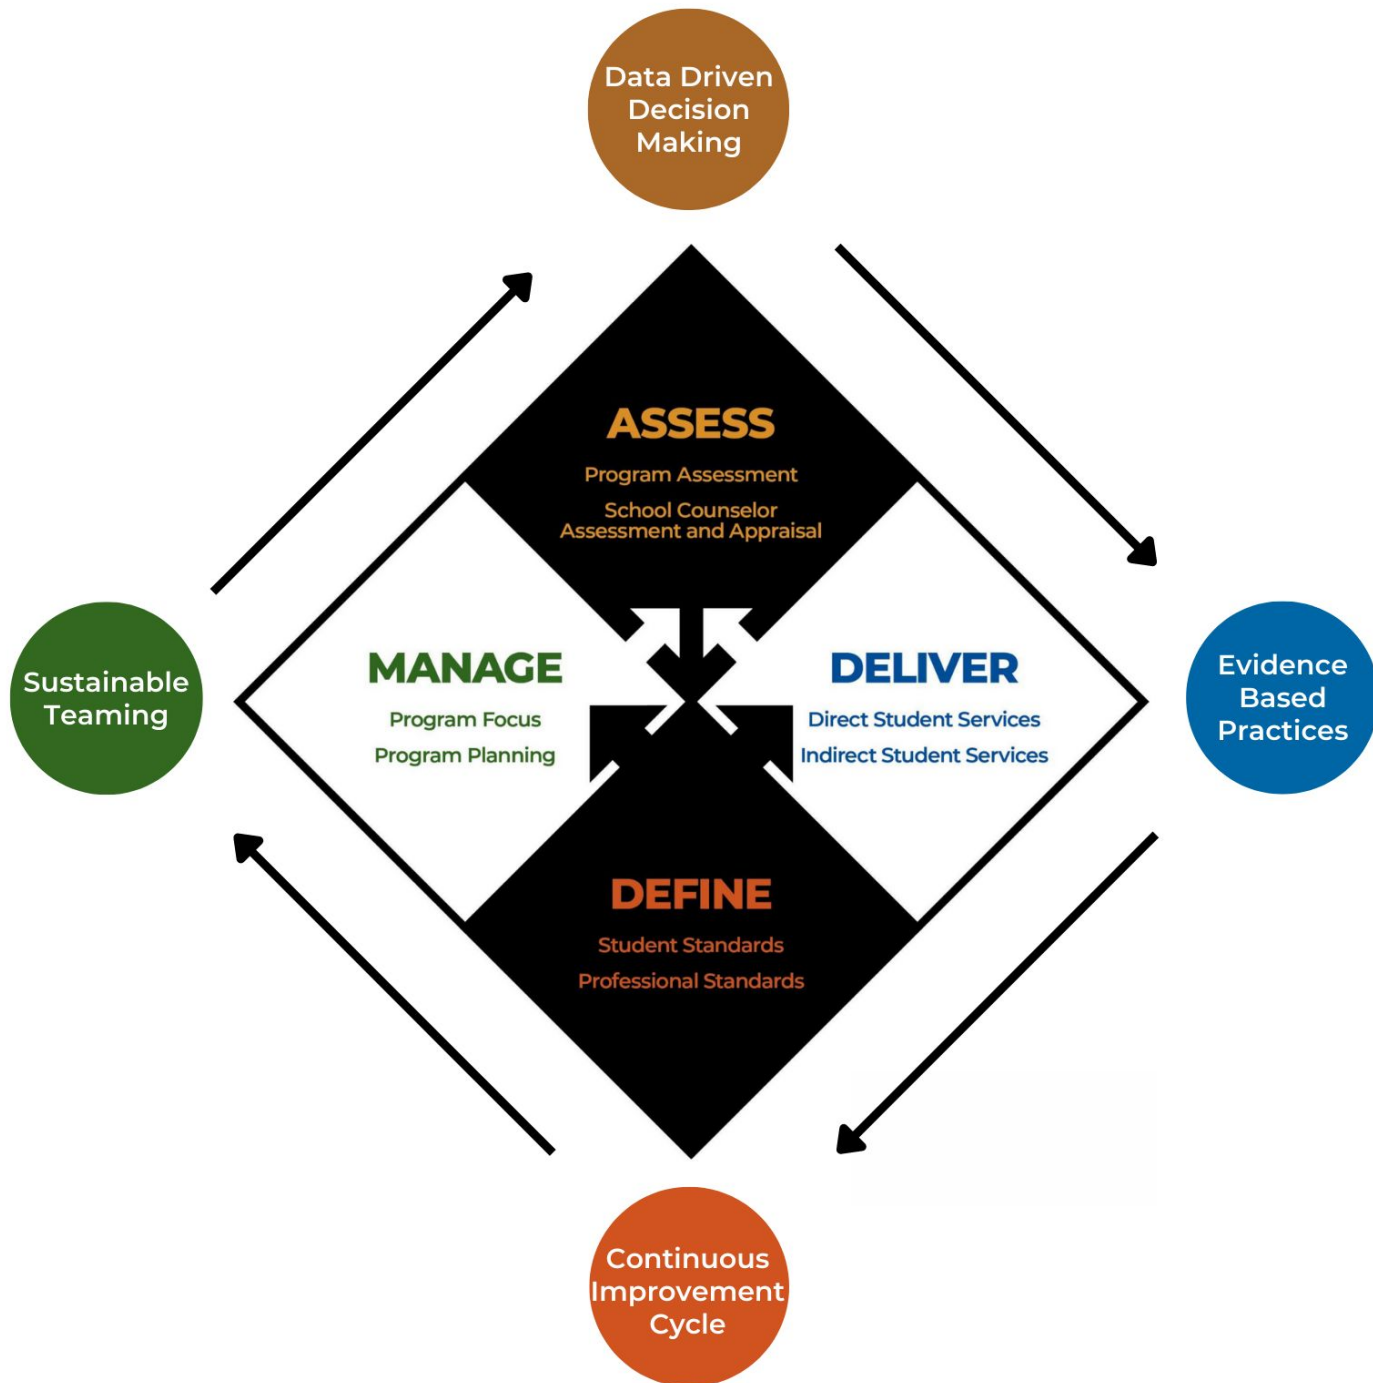 Data Driven
Decision
Making
ASSESS
Program Assessment
School Counselor
Assessment and Appraisal
Sustainable
Teaming
MANAGE
Program Focus
Program Planning
DELIVER
Direct Student Services
Indirect Student Services
Evidence
Based
Practices
DEFINE
Student Standards
Professional Standards
Continuous
Improvement
Cycle